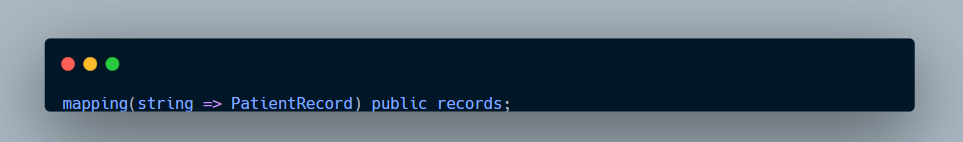 mapping(string => PatientRecord) public records;